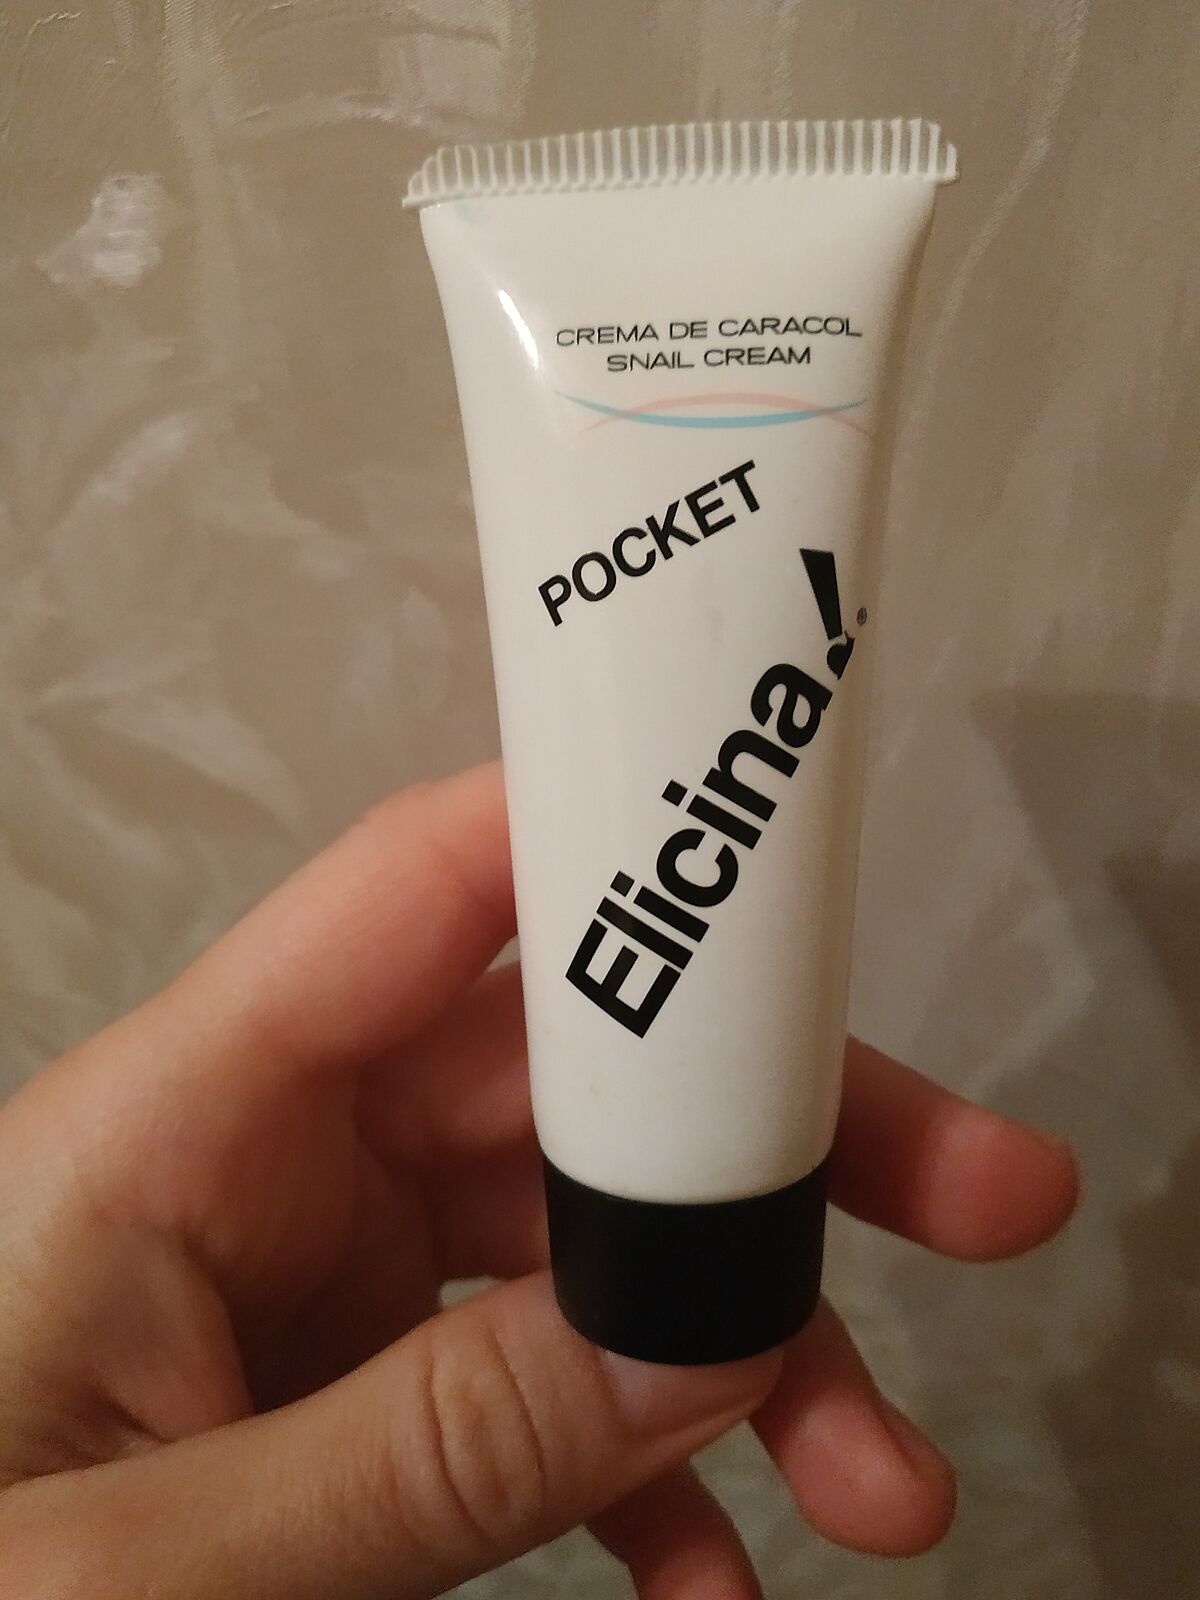 CREMA DE CARACOL
SNAIL CREAM
POCKET
Elicina!®